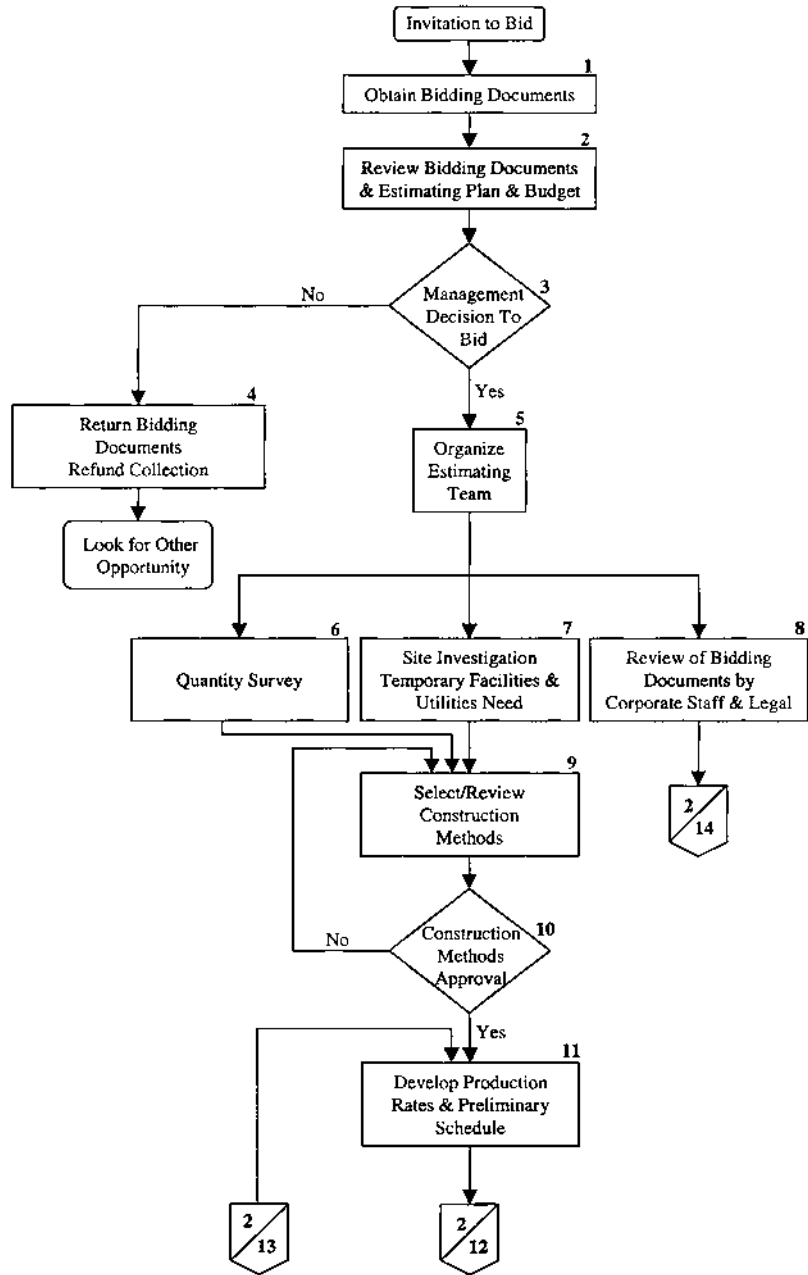 Invitation to Bid
1
Obtain Bidding Documents
2
Review Bidding Documents
& Estimating Plan & Budget
3
Management
Decision To
Bid
No
Yes
4
Return Bidding
Documents
Refund Collection
5
Organize
Estimating
Team
Look for Other
Opportunity
6
Quantity Survey
7
Site Investigation
Temporary Facilities &
Utilities Need
8
Review of Bidding
Documents by
Corporate Staff & Legal
9
Select/Review
Construction
Methods
2
14
10
Construction
Methods
Approval
No
Yes
11
Develop Production
Rates & Preliminary
Schedule
2
13
2
12